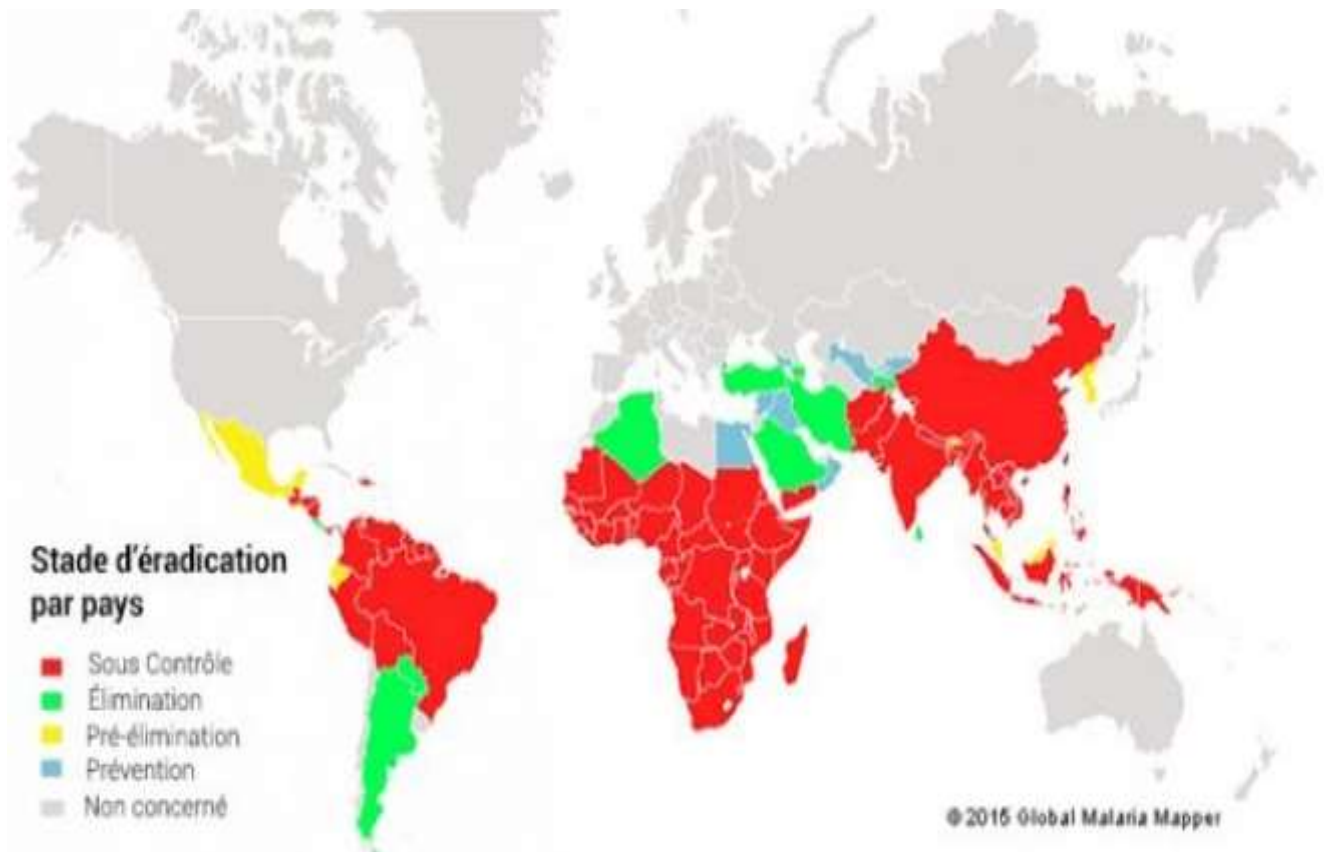 Stade d'éradication
par pays
Sous Contrôle
Élimination
Pré-élimination
Prévention
Non concerné
©2015 Global Malaria Mapper